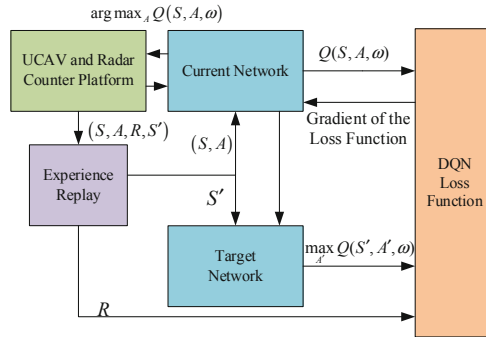 arg max_A Q(S, A, ω)
UCAV and Radar
Counter Platform
Current Network
Q(S, A, ω)
Gradient of the
Loss Function
(S, A, R, S′)
(S, A)
Experience
Replay
S′
DQN
Loss
Function
Target
Network
max_A′ Q(S′, A′, ω)
R